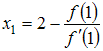 x₁ = 2 − f(1) / f′(1)